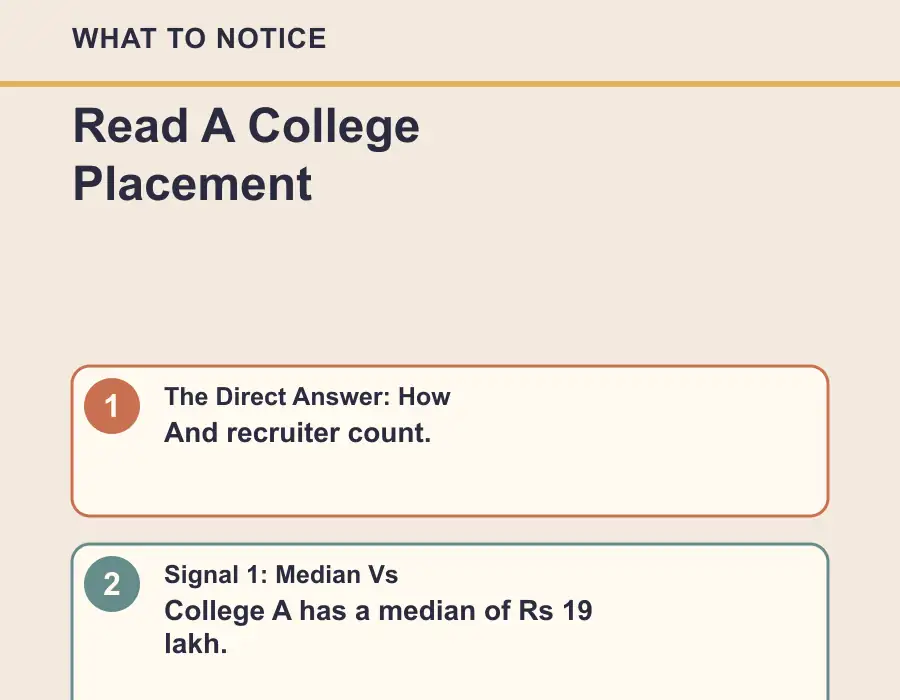 WHAT TO NOTICE
Read A College
Placement
1
The Direct Answer: How
And recruiter count.
2
Signal 1: Median Vs
College A has a median of Rs 19
lakh.